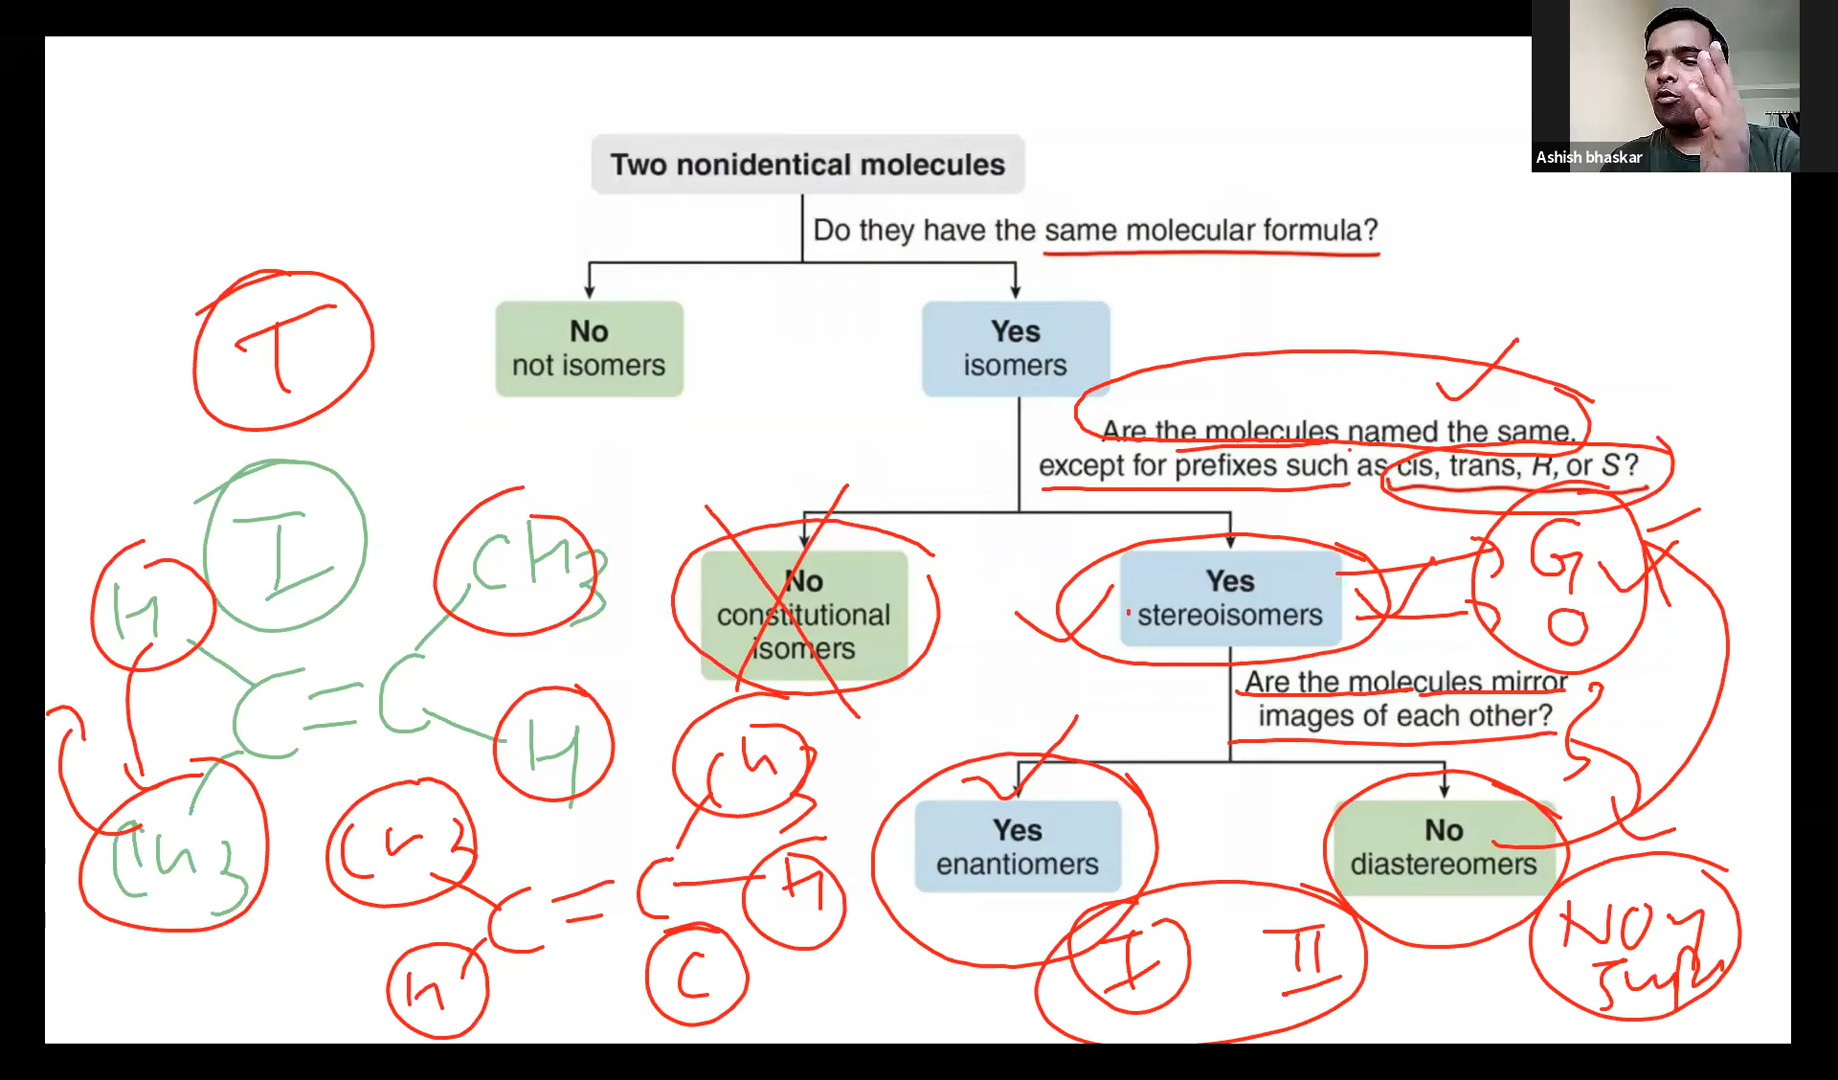 Ashish bhaskar
Two nonidentical molecules
Do they have the same molecular formula?
No
not isomers
Yes
isomers
Are the molecules named the same,
except for prefixes such as cis, trans, R, or S?
No
constitutional
isomers
Yes
stereoisomers
Are the molecules mirror
images of each other?
Yes
enantiomers
No
diastereomers
T
I
H
CH3
C=C
H
CH3
CH3
C=C
CH3
H
H
C
G
O
I II
NON